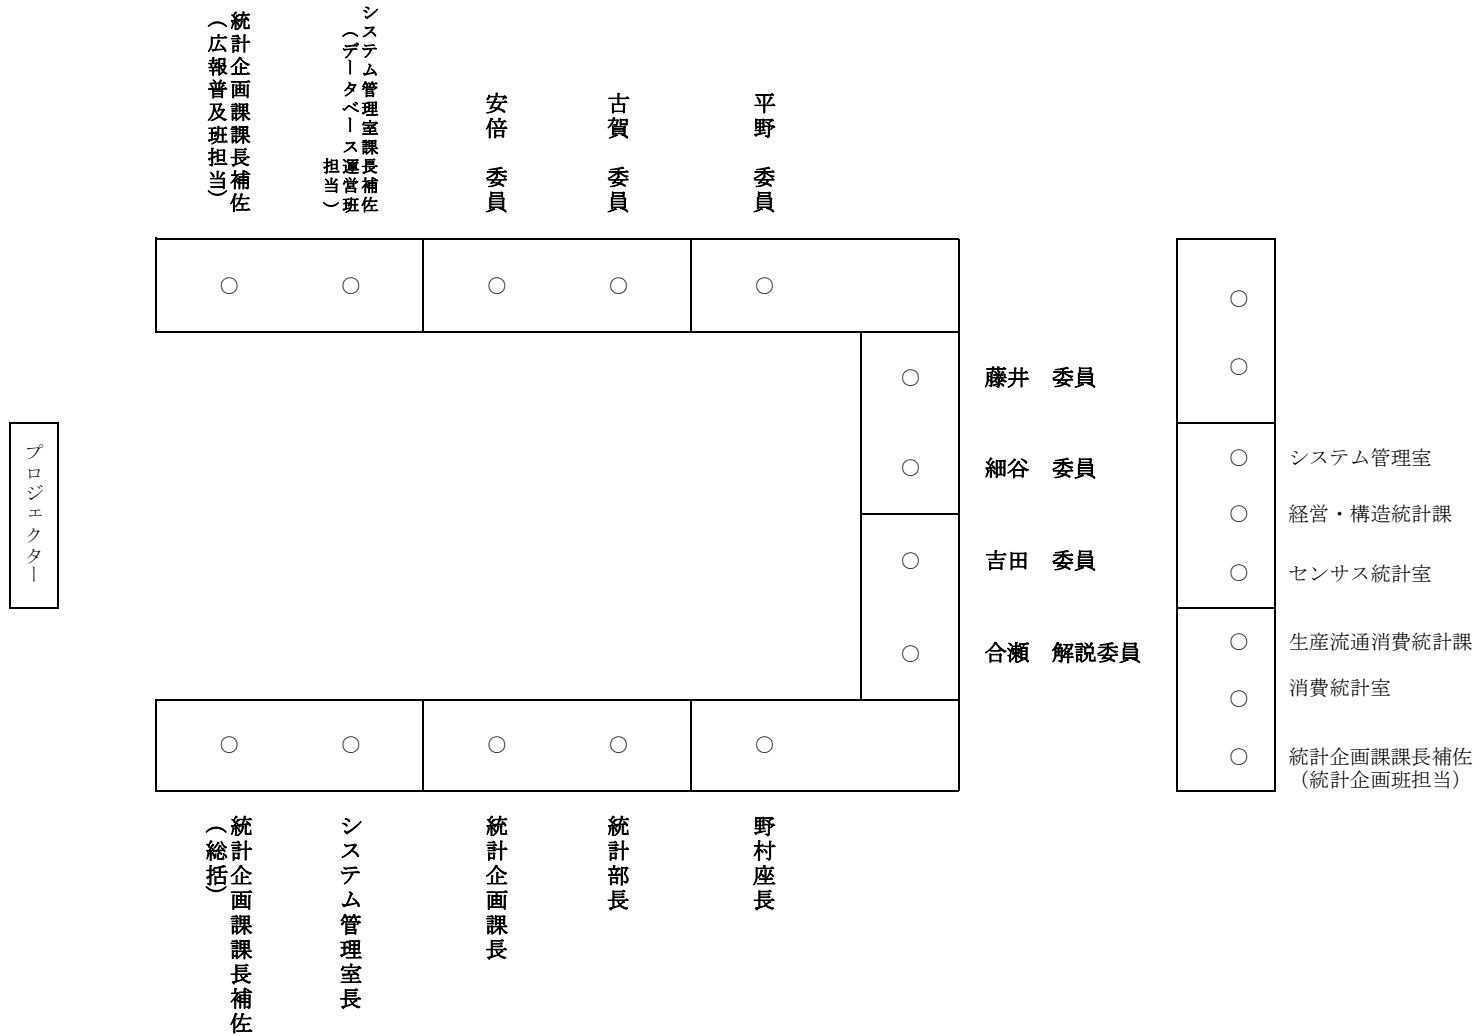 統計企画課課長補佐
（広報普及班担当）
システム管理室課長補佐
（データベース運営班
担当）
安倍　委員
古賀　委員
平野　委員
藤井　委員
細谷　委員
吉田　委員
合瀬　解説委員
プロジェクター
システム管理室
経営・構造統計課
センサス統計室
生産流通消費統計課
消費統計室
統計企画課課長補佐
（統計企画班担当）
統計企画課課長補佐
（総括）
システム管理室長
統計企画課長
統計部長
野村座長